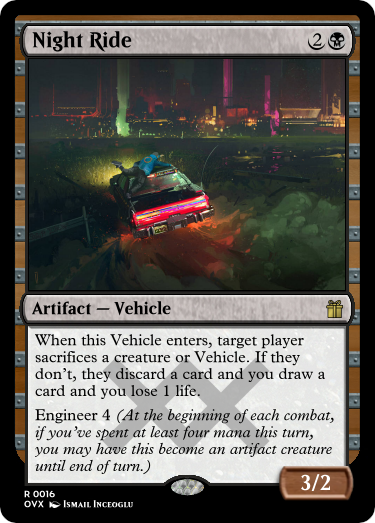 Night Ride 2
Artifact — Vehicle
When this Vehicle enters, target player
sacrifices a creature or Vehicle. If they
don't, they discard a card and you draw a
card and you lose 1 life.
Engineer 4 (At the beginning of each combat,
if you've spent at least four mana this turn,
you may have this become an artifact creature
until end of turn.)
3/2
R 0016
OVX Ismail Inceoglu